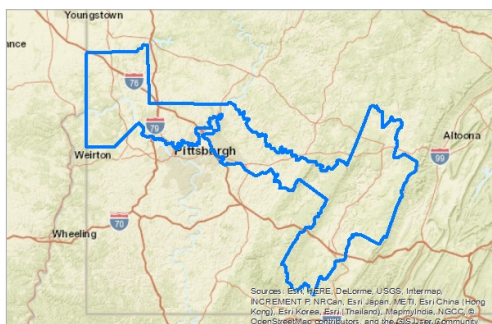 Youngstown
ance
76
79
Altoona
Pittsburgh
Weirton
99
Wheeling
70
Sources: Esri, HERE, DeLorme, USGS, Intermap,
INCREMENT P, NRCan, Esri Japan, METI, Esri China (Hong
Kong), Esri Korea, Esri (Thailand), MapmyIndia, NGCC, ©
OpenStreetMap contributors, and the GIS User Community